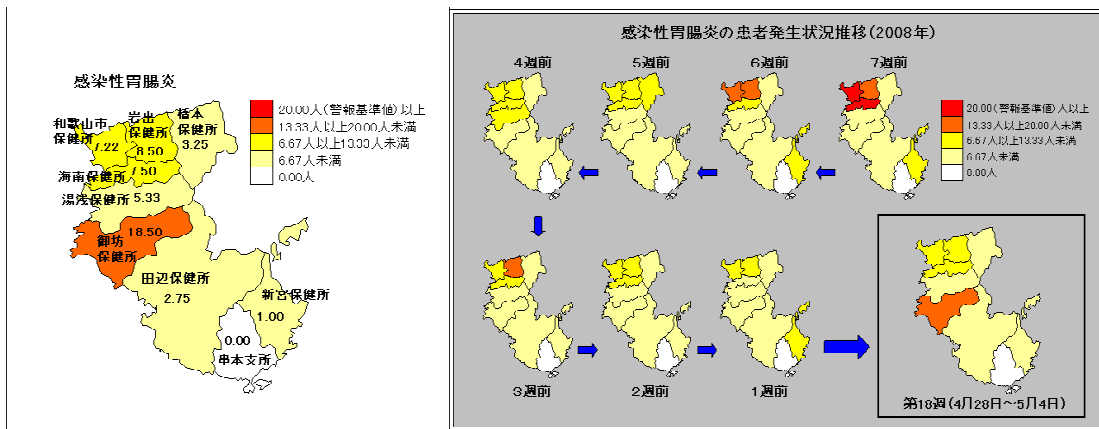 感染性胃腸炎
和歌山市
保健所
7.22
岩出
保健所
8.50
橋本
保健所
3.25
海南保健所
7.50
湯浅保健所
5.33
御坊
保健所
18.50
田辺保健所
2.75
新宮保健所
1.00
0.00
串本支所
20.00人(警報基準値)以上
13.33人以上20.00人未満
6.67人以上13.33人未満
6.67人未満
0.00人
感染性胃腸炎の患者発生状況推移(2008年)
4週前
5週前
6週前
7週前
20.00(警報基準値)人以上
13.33人以上20.00人未満
6.67人以上13.33人未満
6.67人未満
0.00人
3週前
2週前
1週前
第18週(4月28日～5月4日)